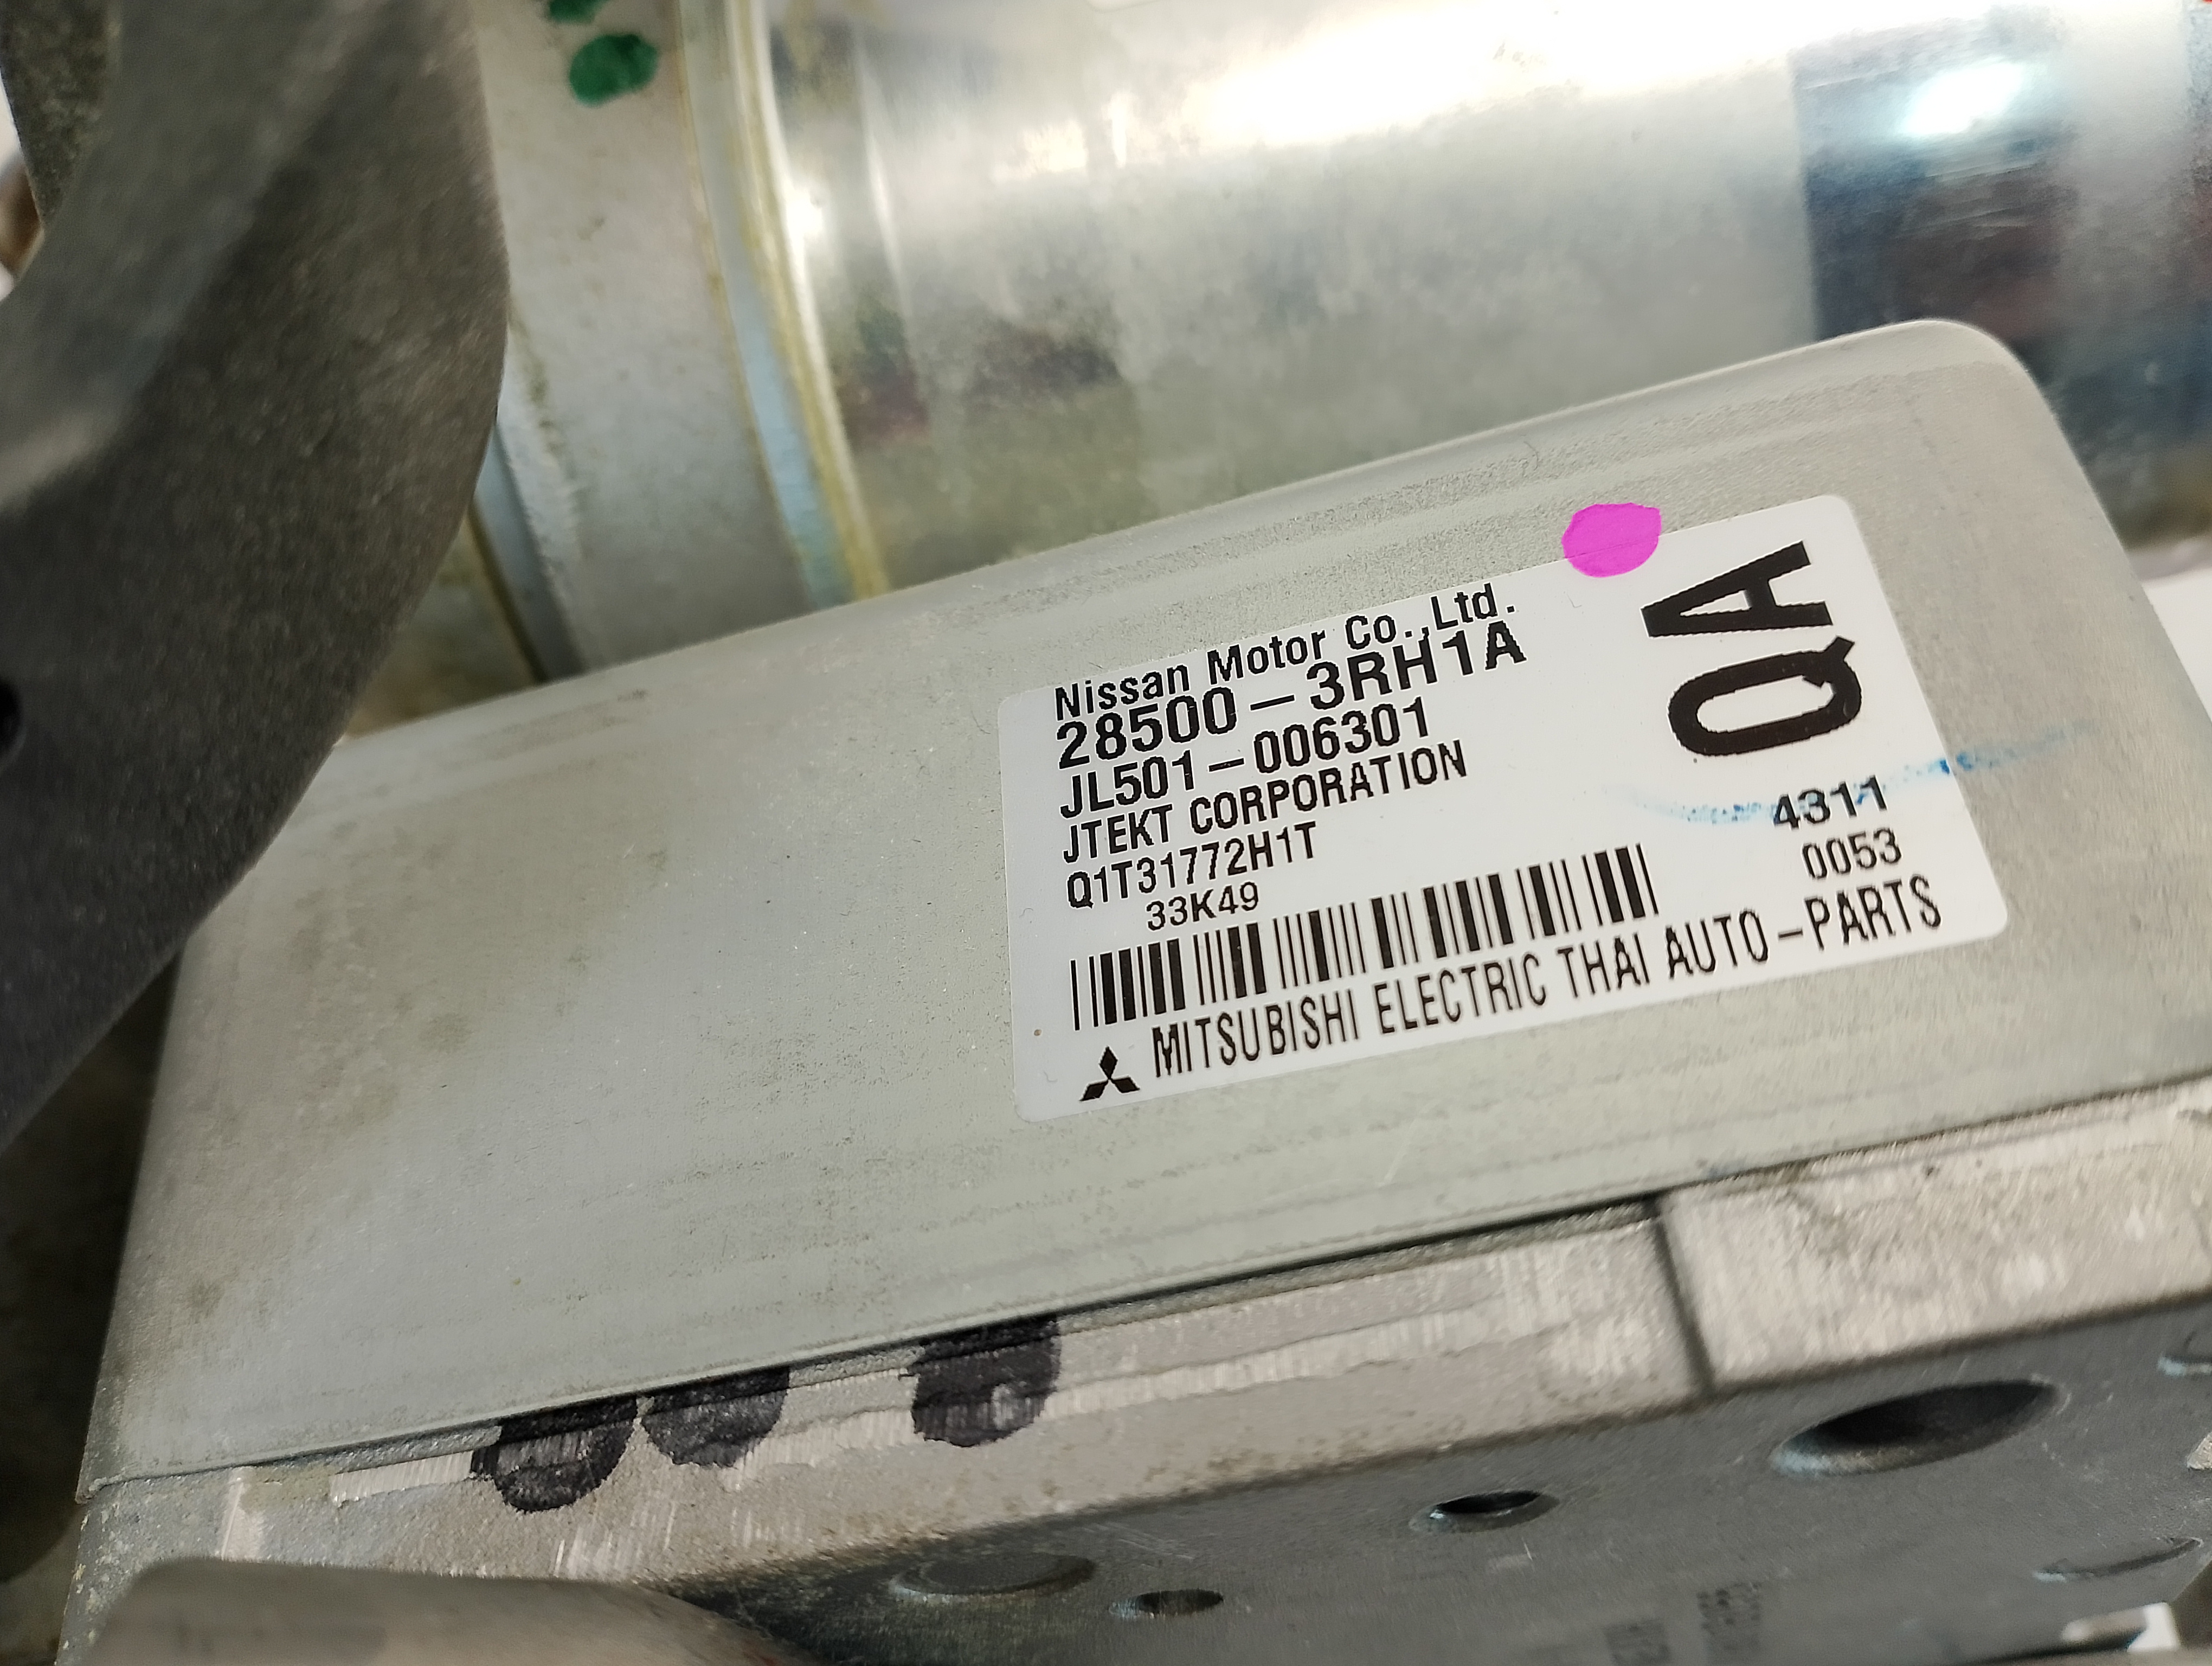 Nissan Motor Co.,Ltd.
28500-3RH1A
JL501-006301
JTEKT CORPORATION
Q1T31772H1T
33K49
QA
4311
0053
MITSUBISHI ELECTRIC THAI AUTO-PARTS